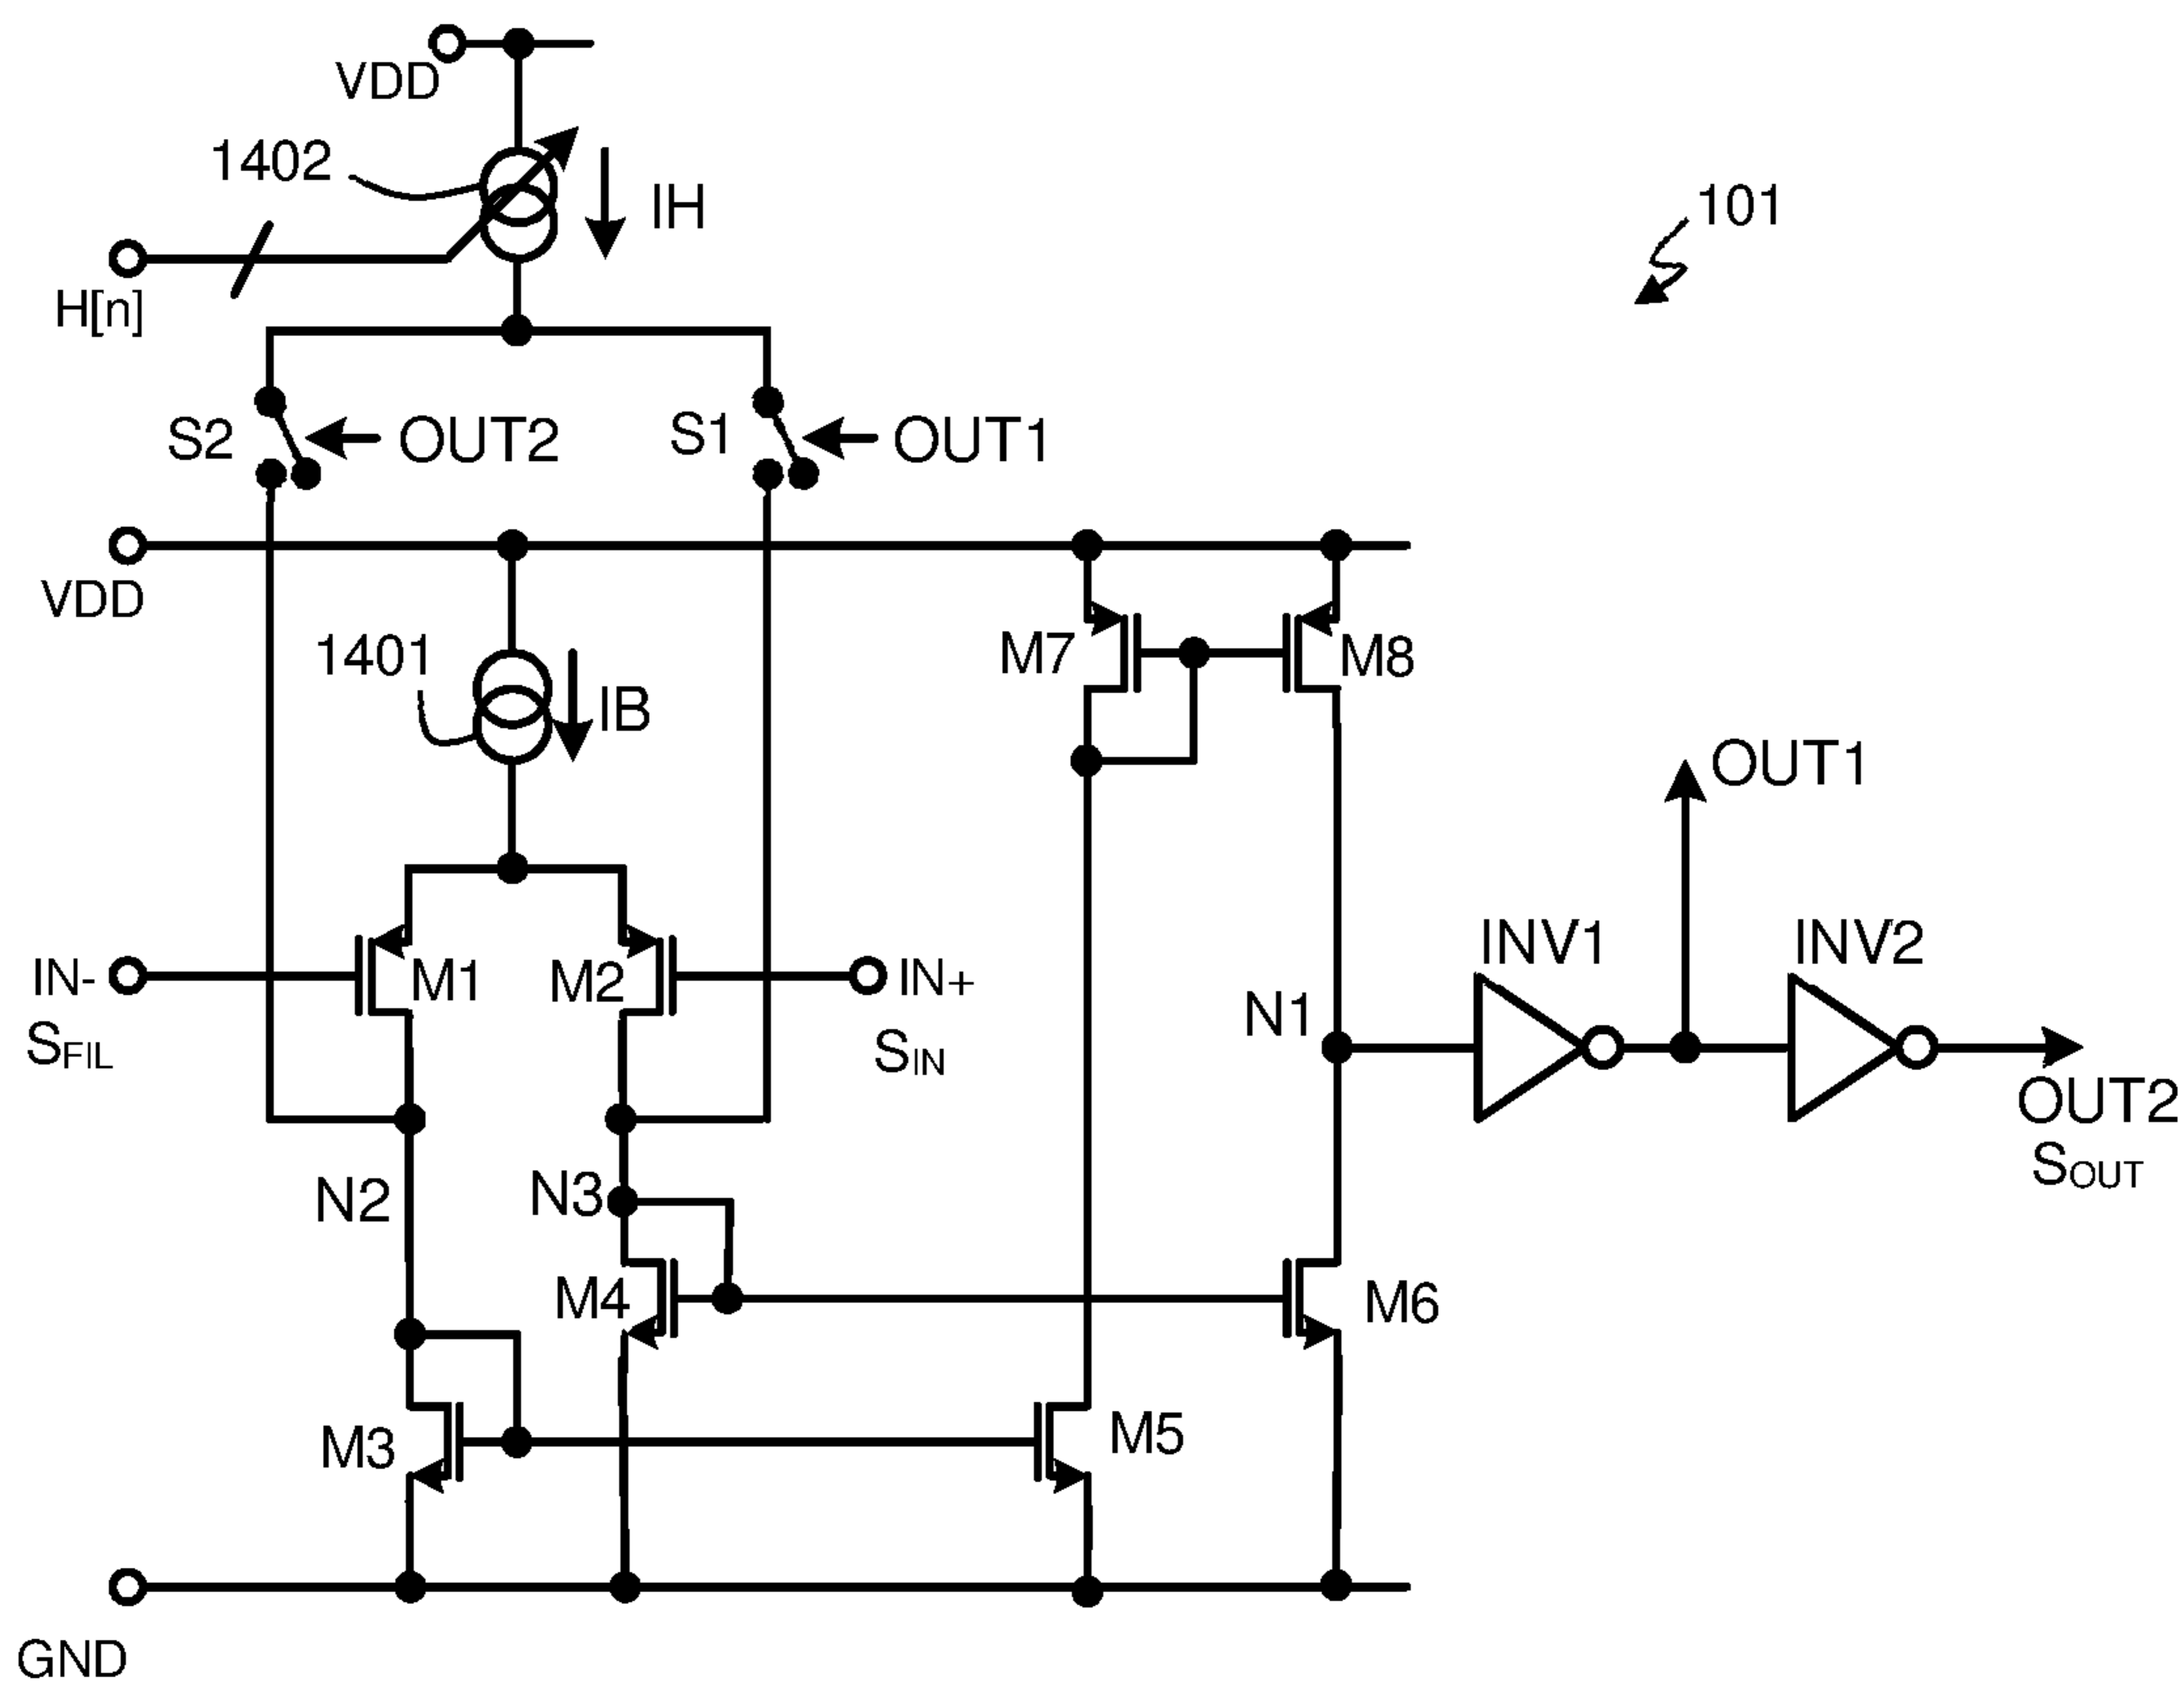 VDD
1402
IH
101
H[n]
S2
OUT2
S1
OUT1
VDD
1401
IB
M7
M8
OUT1
IN-
SFIL
M1
M2
IN+
SIN
N1
INV1
INV2
OUT2
SOUT
N2
N3
M4
M6
M3
M5
GND